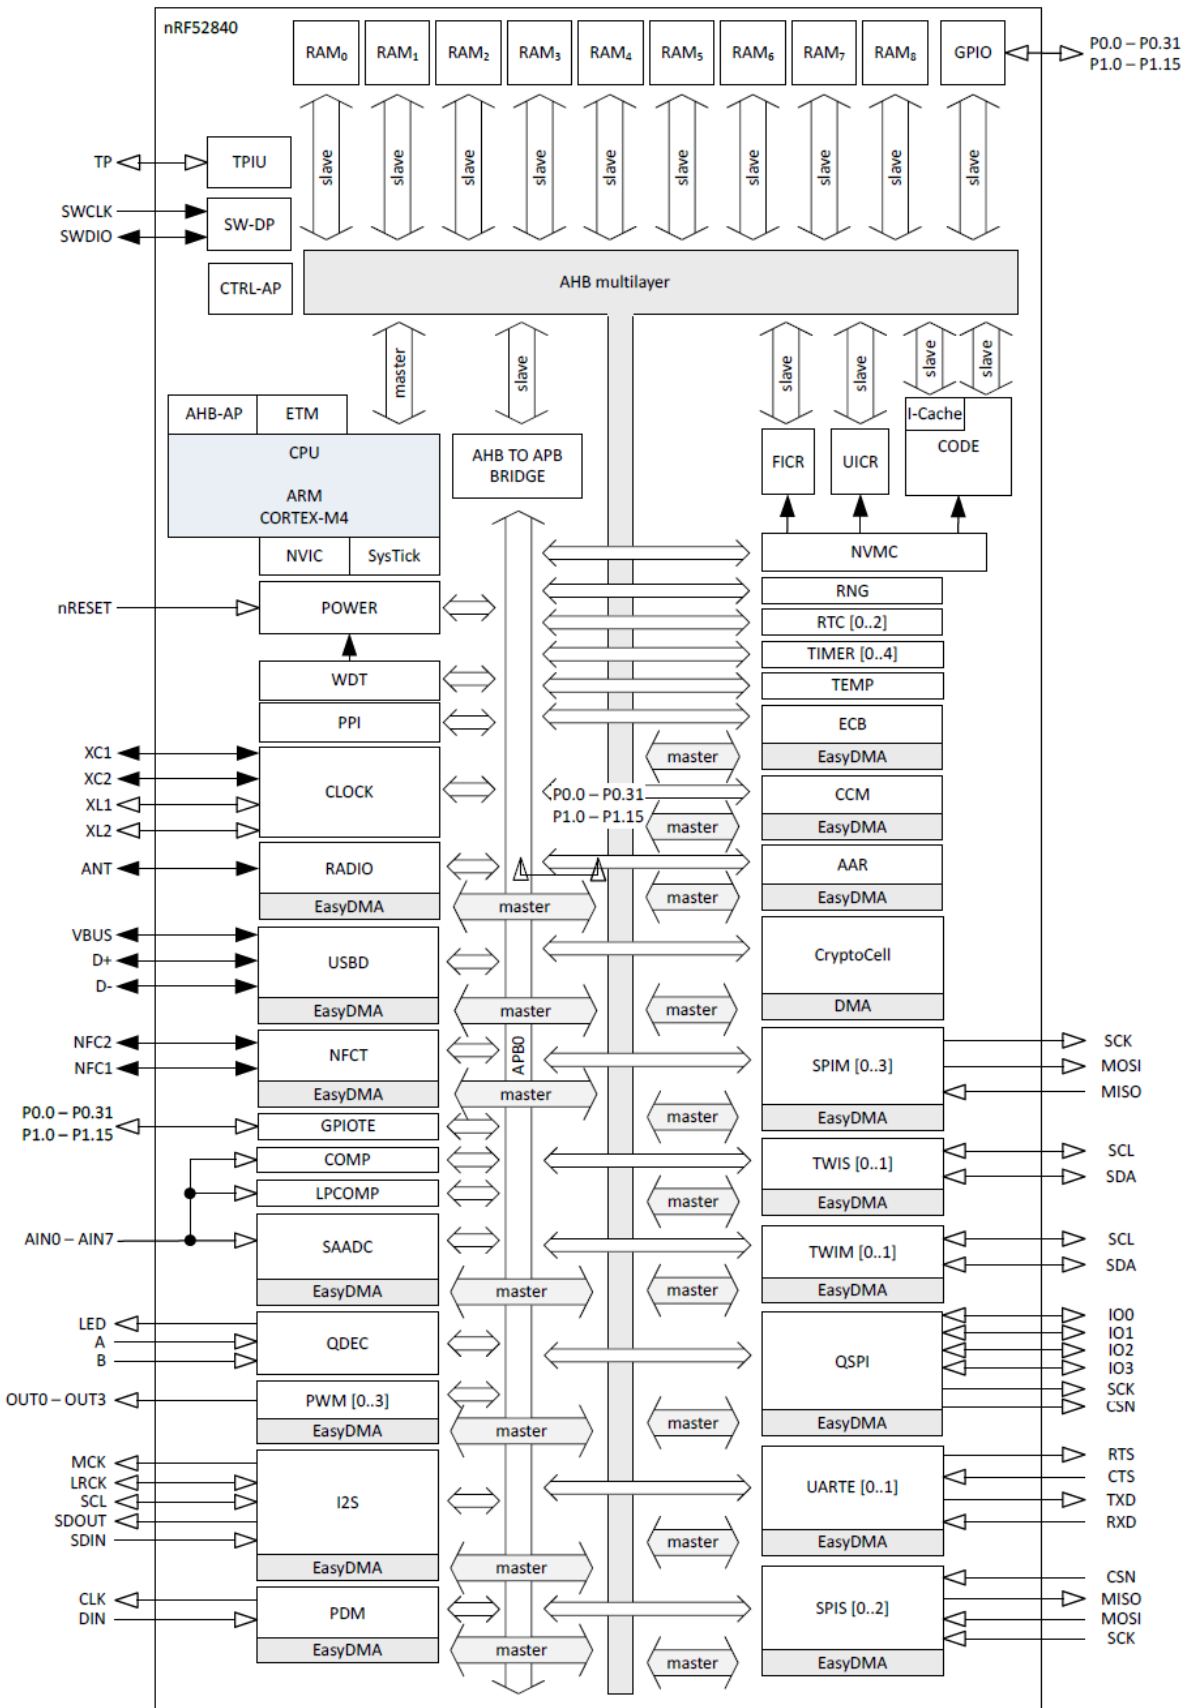 nRF52840
RAM0 RAM1 RAM2 RAM3 RAM4 RAM5 RAM6 RAM7 RAM8 GPIO
P0.0 – P0.31
P1.0 – P1.15
slave slave slave slave slave slave slave slave slave slave
TP TPIU
SWCLK
SWDIO
SW-DP
CTRL-AP
AHB multilayer
master slave slave slave slave slave
AHB-AP ETM
CPU
ARM
CORTEX-M4
NVIC SysTick
AHB TO APB
BRIDGE
FICR UICR
I-Cache
CODE
NVMC
nRESET POWER
RNG
RTC [0..2]
WDT
TIMER [0..4]
TEMP
PPI
ECB
master EasyDMA
XC1
XC2
XL1
XL2
CLOCK
P0.0 – P0.31
P1.0 – P1.15
CCM
master EasyDMA
ANT RADIO
AAR
EasyDMA master
master EasyDMA
VBUS
D+
D-
USBD
CryptoCell
EasyDMA master
master DMA
NFC2
NFC1
NFCT
APB0
EasyDMA master
SPIM [0..3]
SCK
MOSI
MISO
master EasyDMA
P0.0 – P0.31
P1.0 – P1.15
GPIOTE
COMP
LPCOMP
TWIS [0..1]
SCL
SDA
master EasyDMA
AIN0 – AIN7 SAADC
EasyDMA master
TWIM [0..1]
SCL
SDA
master EasyDMA
LED
A
B
QDEC
QSPI
IO0
IO1
IO2
IO3
SCK
CSN
master EasyDMA
OUT0 – OUT3 PWM [0..3]
EasyDMA master
MCK
LRCK
SCL
SDOUT
SDIN
I2S
EasyDMA master
UARTE [0..1]
RTS
CTS
TXD
RXD
master EasyDMA
CLK
DIN
PDM
EasyDMA master
SPIS [0..2]
CSN
MISO
MOSI
SCK
master EasyDMA